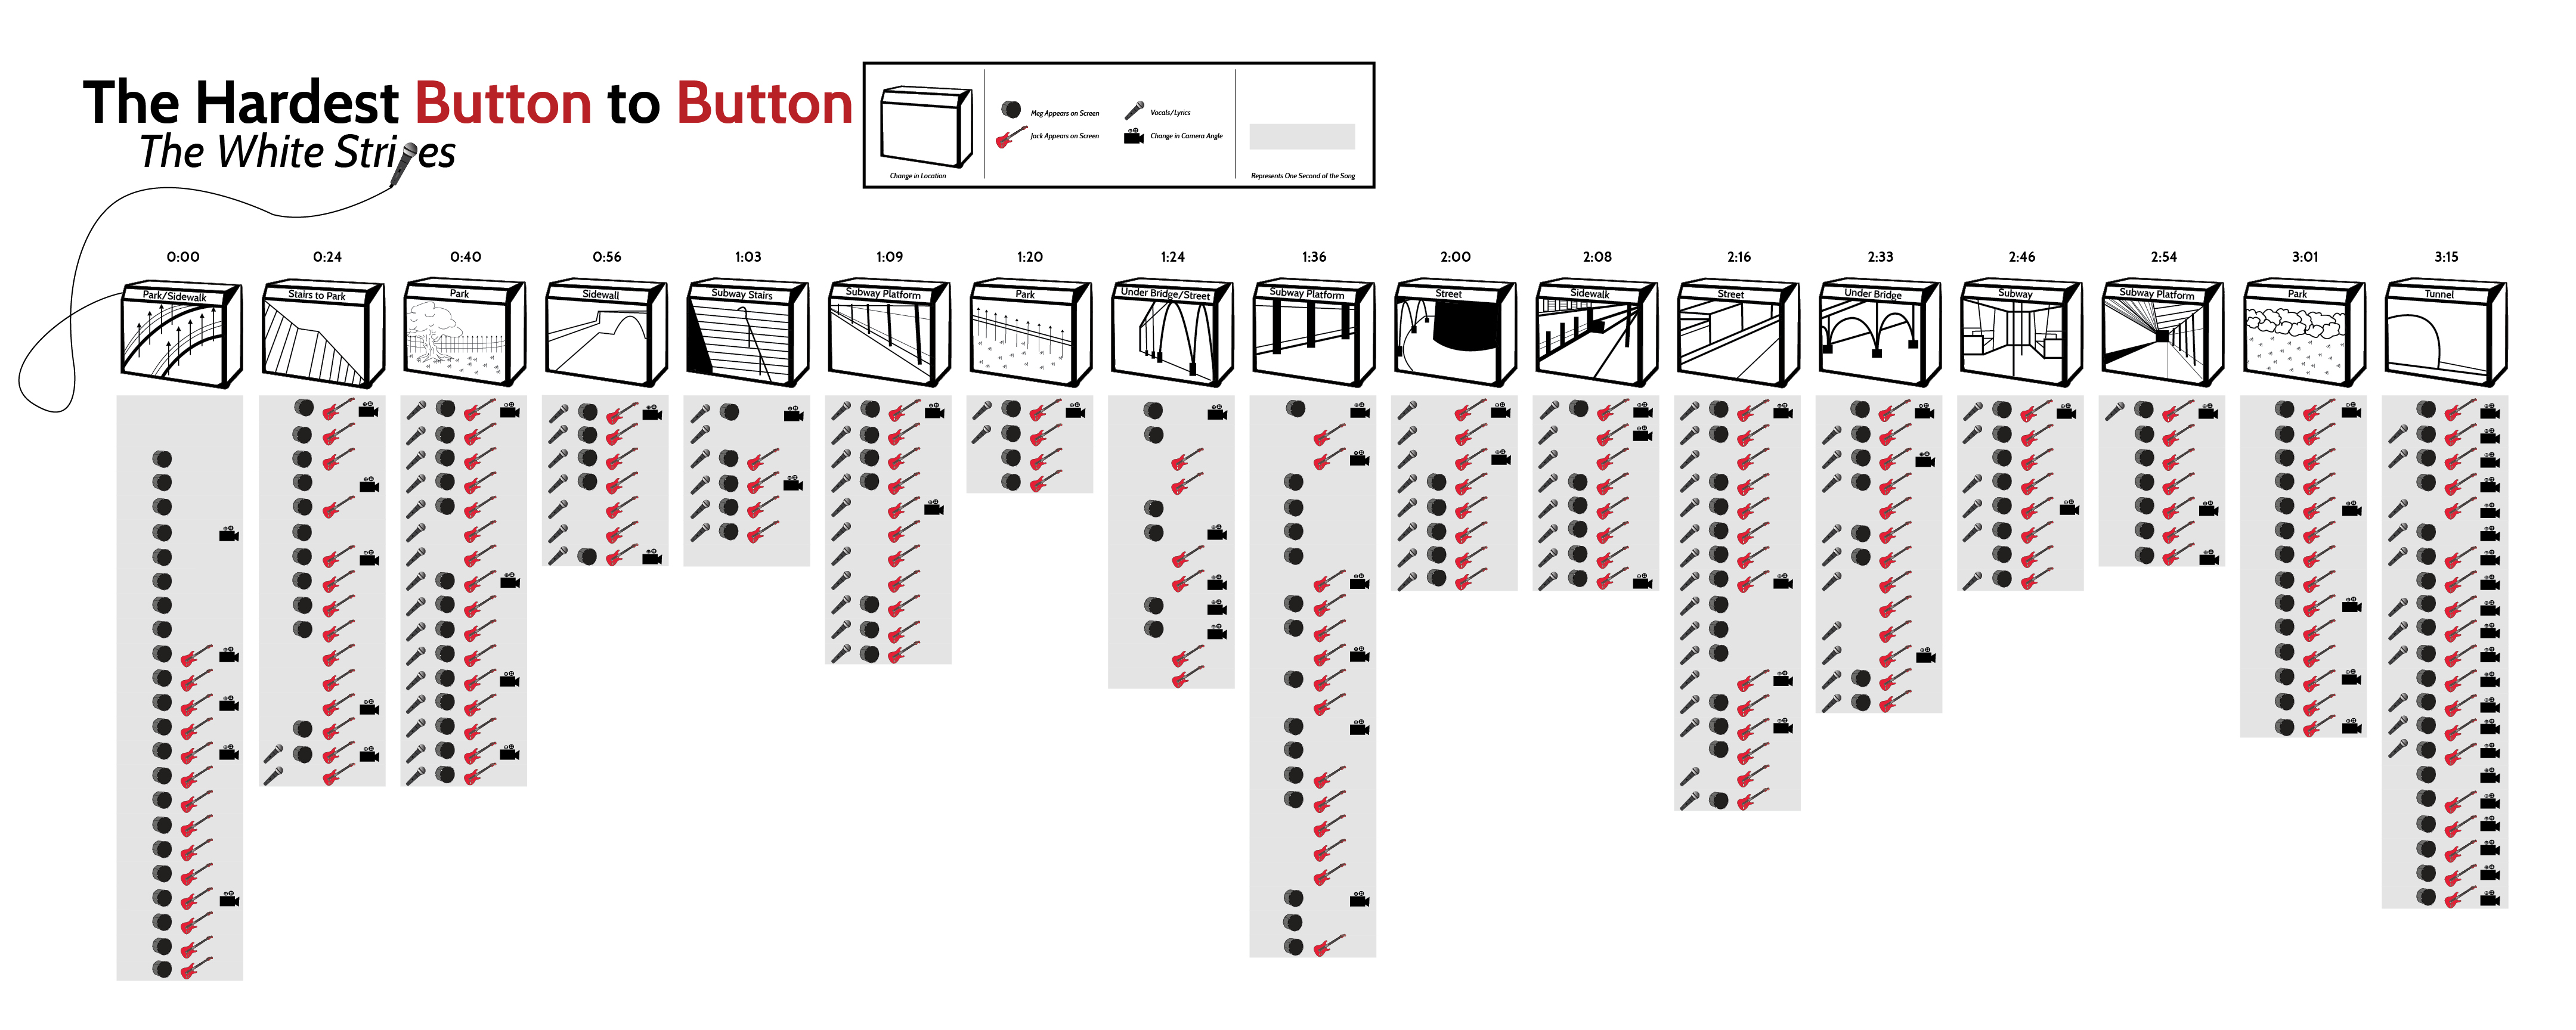 The Hardest Button to Button
The White Stripes
Change in Location
Meg Appears on Screen
Jack Appears on Screen
Vocals/Lyrics
Change in Camera Angle
Represents One Second of the Song
0:00
Park/Sidewalk
0:24
Stairs to Park
0:40
Park
0:56
Sidewall
1:03
Subway Stairs
1:09
Subway Platform
1:20
Park
1:24
Under Bridge/Street
1:36
Subway Platform
2:00
Street
2:08
Sidewalk
2:16
Street
2:33
Under Bridge
2:46
Subway
2:54
Subway Platform
3:01
Park
3:15
Tunnel